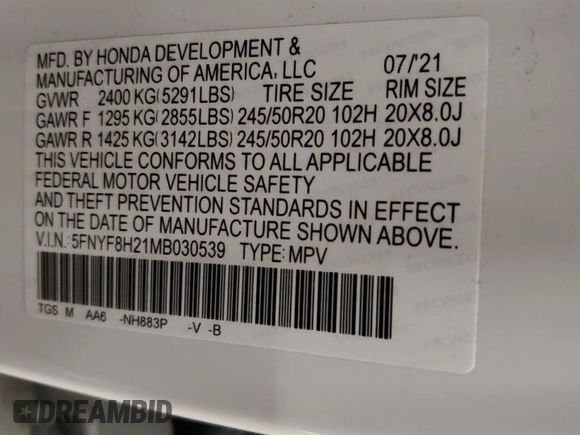 MFD. BY HONDA DEVELOPMENT &
MANUFACTURING OF AMERICA, LLC 07/'21
GVWR 2400 KG(5291LBS) TIRE SIZE RIM SIZE
GAWR F 1295 KG(2855LBS) 245/50R20 102H 20X8.0J
GAWR R 1425 KG(3142LBS) 245/50R20 102H 20X8.0J
THIS VEHICLE CONFORMS TO ALL APPLICABLE
FEDERAL MOTOR VEHICLE SAFETY
AND THEFT PREVENTION STANDARDS IN EFFECT
ON THE DATE OF MANUFACTURE SHOWN ABOVE.
V.I.N.:5FNYF8H21MB030539 TYPE:MPV
TGS M AA6 -NH883P -V -B
DREAMBID